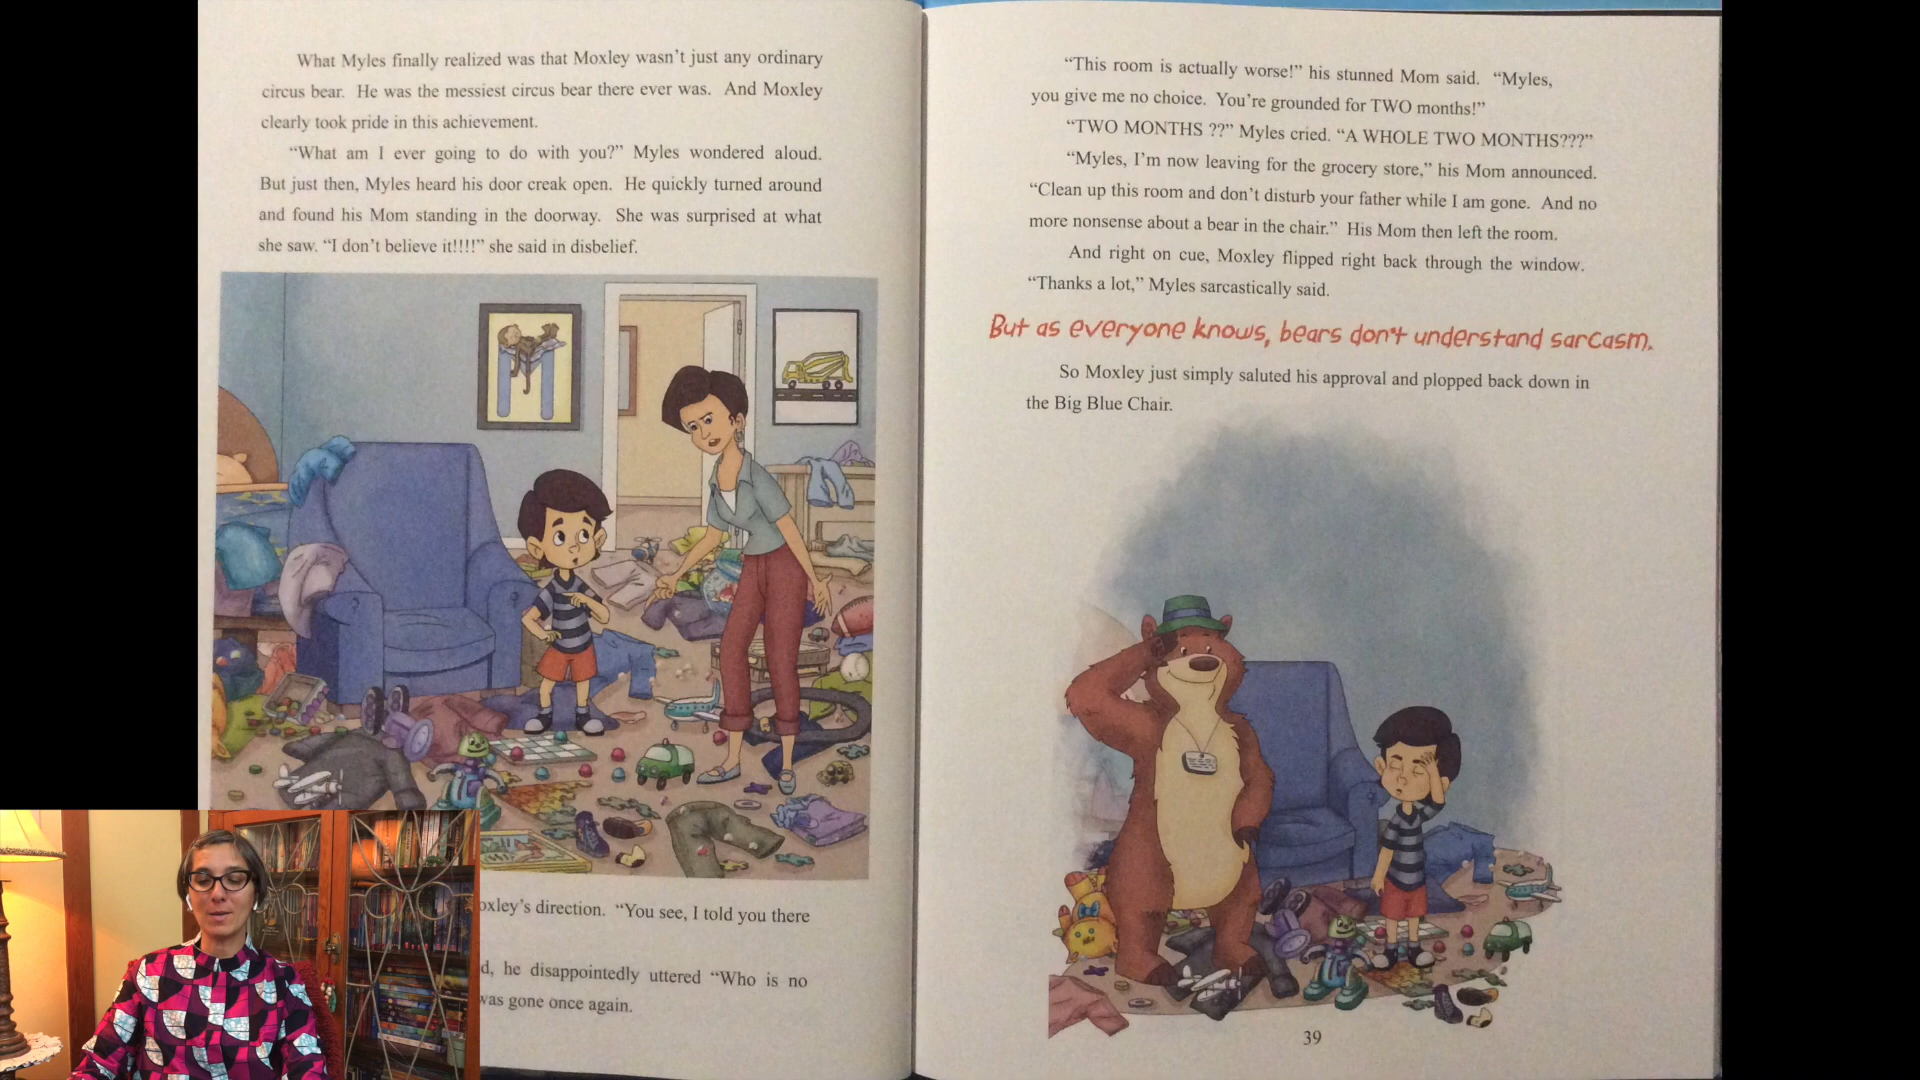 What Myles finally realized was that Moxley wasn't just any ordinary
circus bear. He was the messiest circus bear there ever was. And Moxley
clearly took pride in this achievement.
“What am I ever going to do with you?” Myles wondered aloud.
But just then, Myles heard his door creak open. He quickly turned around
and found his Mom standing in the doorway. She was surprised at what
she saw. “I don't believe it!!!!” she said in disbelief.
oxley's direction. “You see, I told you there
d, he disappointedly uttered “Who is no
was gone once again.
“This room is actually worse!” his stunned Mom said. “Myles,
you give me no choice. You're grounded for TWO months!”
“TWO MONTHS ??” Myles cried. “A WHOLE TWO MONTHS???”
“Myles, I'm now leaving for the grocery store,” his Mom announced.
“Clean up this room and don't disturb your father while I am gone. And no
more nonsense about a bear in the chair.” His Mom then left the room.
And right on cue, Moxley flipped right back through the window.
“Thanks a lot,” Myles sarcastically said.
But as everyone knows, bears don't understand sarcasm.
So Moxley just simply saluted his approval and plopped back down in
the Big Blue Chair.
39